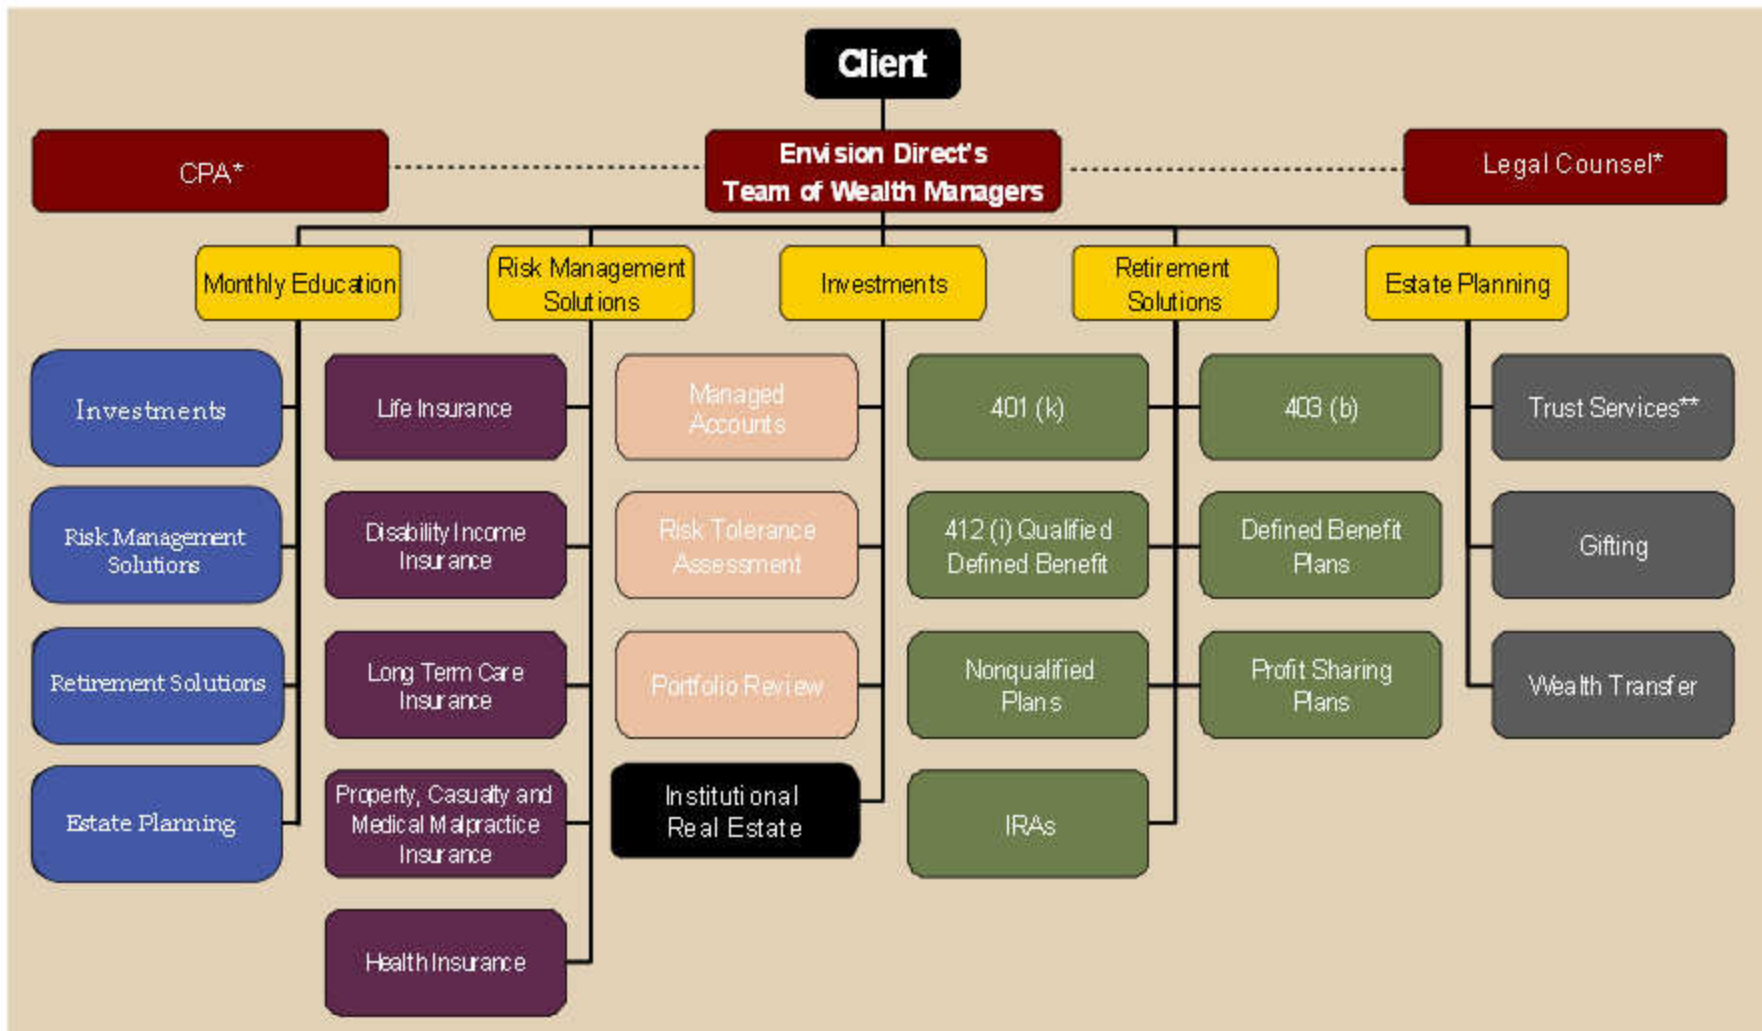 Client
CPA*
Envision Direct's
Team of Wealth Managers
Legal Counsel*
Monthly Education
Risk Management
Solutions
Investments
Retirement
Solutions
Estate Planning
Investments
Risk Management
Solutions
Retirement Solutions
Estate Planning
Life Insurance
Disability Income
Insurance
Long Term Care
Insurance
Property, Casualty and
Medical Malpractice
Insurance
Health Insurance
Managed
Accounts
Risk Tolerance
Assessment
Portfolio Review
Institutional
Real Estate
401 (k)
412 (i) Qualified
Defined Benefit
Nonqualified
Plans
IRAs
403 (b)
Defined Benefit
Plans
Profit Sharing
Plans
Trust Services**
Gifting
Wealth Transfer